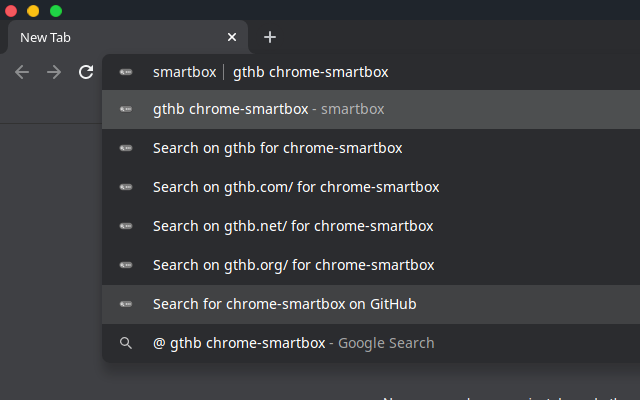 New Tab
smartbox | gthb chrome-smartbox
gthb chrome-smartbox - smartbox
Search on gthb for chrome-smartbox
Search on gthb.com/ for chrome-smartbox
Search on gthb.net/ for chrome-smartbox
Search on gthb.org/ for chrome-smartbox
Search for chrome-smartbox on GitHub
@ gthb chrome-smartbox - Google Search